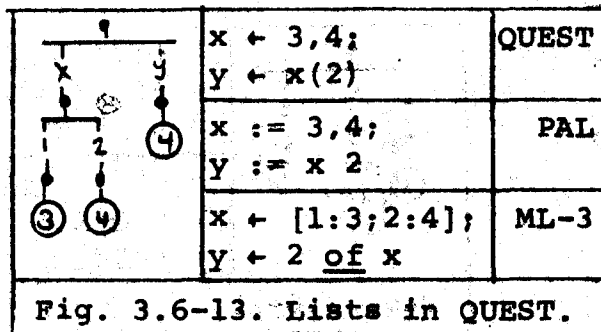 x y
1 2 4
3 4
x ← 3,4; QUEST
y ← x(2)
x := 3,4; PAL
y := x 2
x ← [1:3;2:4]; ML-3
y ← 2 of x
Fig. 3.6-13. Lists in QUEST.